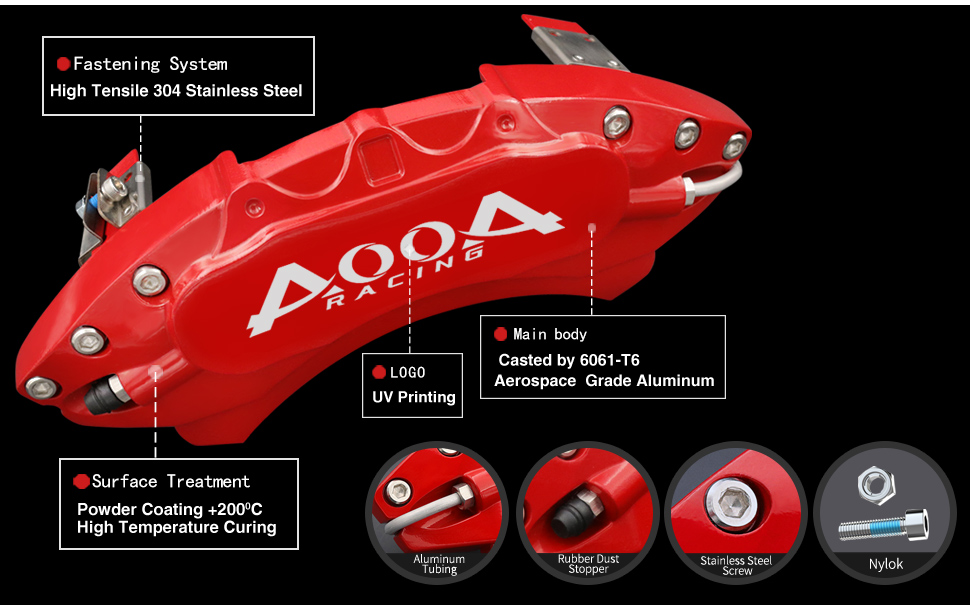 Fastening System
High Tensile 304 Stainless Steel
AOOA
RACING
Main body
Casted by 6061-T6
Aerospace Grade Aluminum
LOGO
UV Printing
Surface Treatment
Powder Coating +200⁰C
High Temperature Curing
Aluminum
Tubing
Rubber Dust
Stopper
Stainless Steel
Screw
Nylok